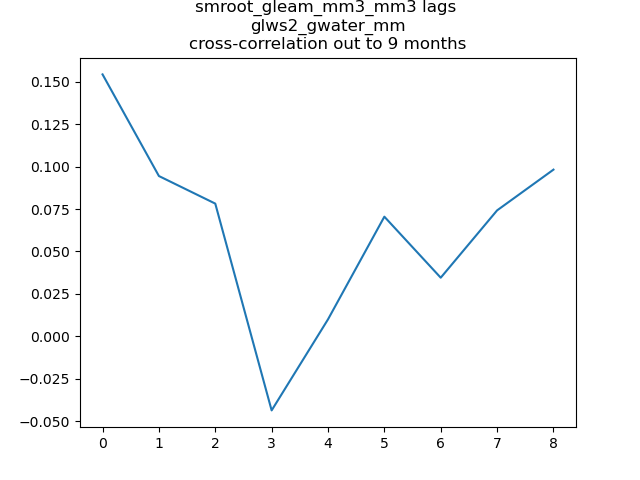 smroot_gleam_mm3_mm3 lags
glws2_gwater_mm
cross-correlation out to 9 months
0.150
0.125
0.100
0.075
0.050
0.025
0.000
−0.025
−0.050
0 1 2 3 4 5 6 7 8